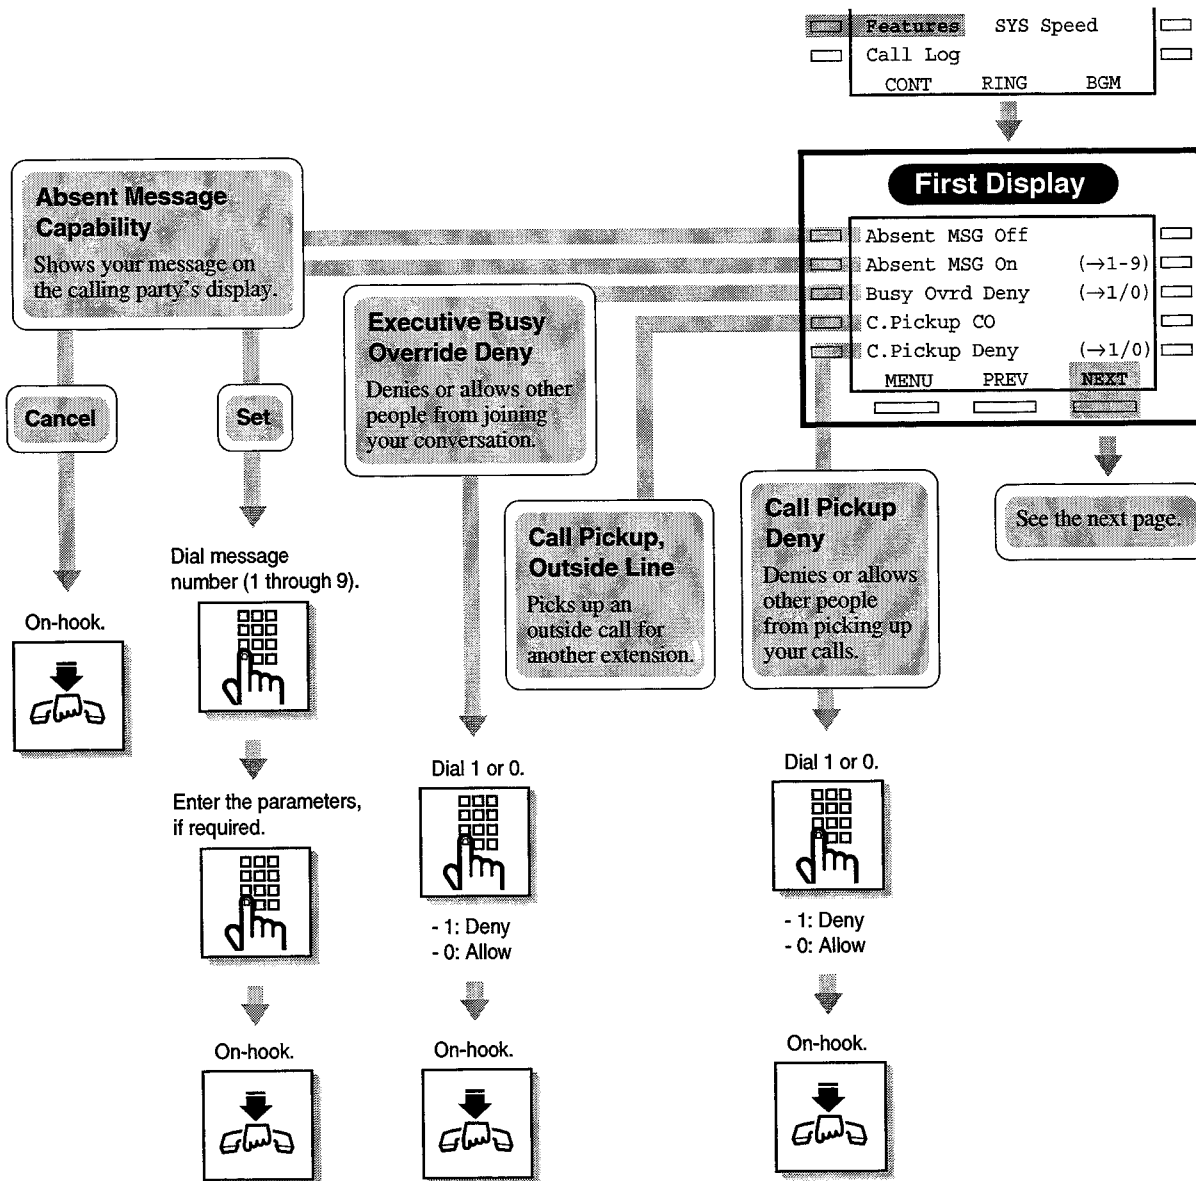 Features SYS Speed
Call Log
CONT RING BGM
First Display
Absent MSG Off
Absent MSG On (→1-9)
Busy Ovrd Deny (→1/0)
C.Pickup CO
C.Pickup Deny (→1/0)
MENU PREV NEXT
See the next page.
Absent Message
Capability
Shows your message on
the calling party's display.
Cancel
On-hook.
Set
Dial message
number (1 through 9).
Enter the parameters,
if required.
On-hook.
Executive Busy
Override Deny
Denies or allows other
people from joining
your conversation.
Dial 1 or 0.
- 1: Deny
- 0: Allow
On-hook.
Call Pickup,
Outside Line
Picks up an
outside call for
another extension.
Call Pickup
Deny
Denies or allows
other people
from picking up
your calls.
Dial 1 or 0.
- 1: Deny
- 0: Allow
On-hook.